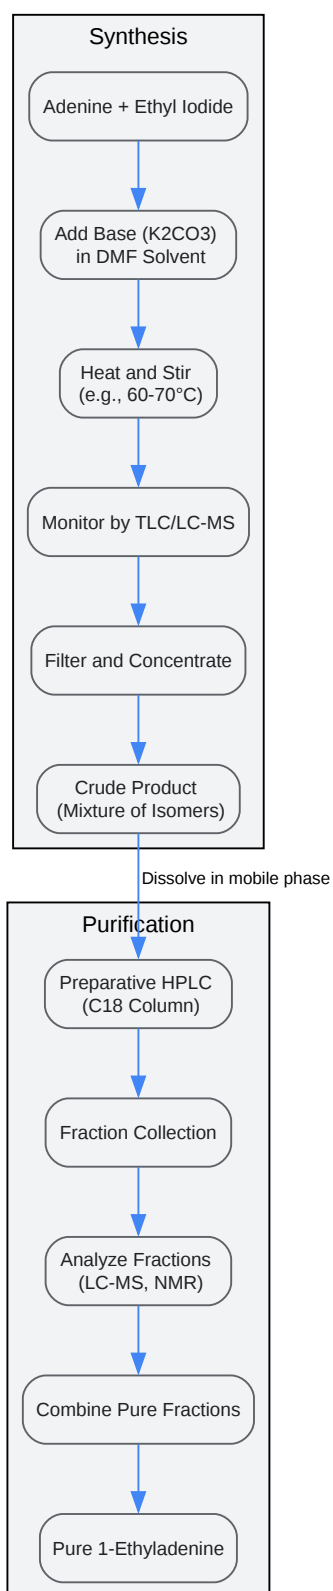 Synthesis
Adenine + Ethyl Iodide
Add Base (K2CO3)
in DMF Solvent
Heat and Stir
(e.g., 60-70°C)
Monitor by TLC/LC-MS
Filter and Concentrate
Crude Product
(Mixture of Isomers)
Dissolve in mobile phase
Purification
Preparative HPLC
(C18 Column)
Fraction Collection
Analyze Fractions
(LC-MS, NMR)
Combine Pure Fractions
Pure 1-Ethyladenine